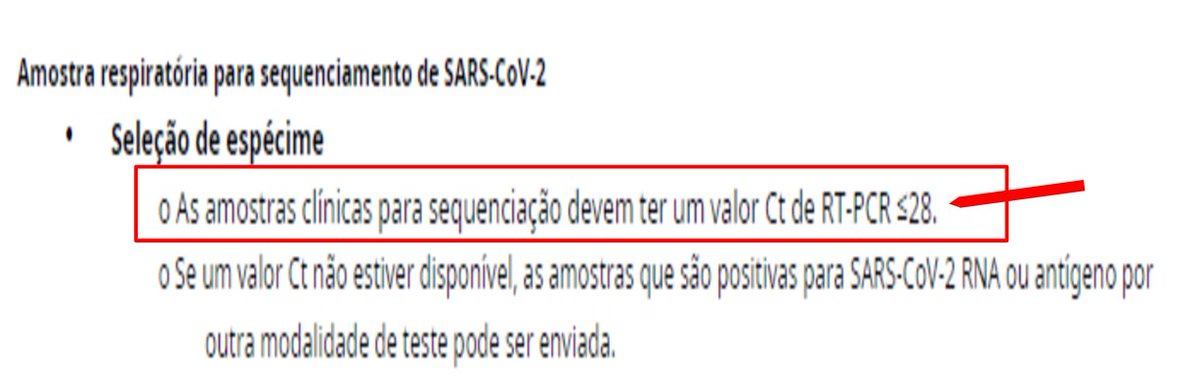 Amostra respiratória para sequenciamento de SARS-CoV-2
• Seleção de espécime
o As amostras clínicas para sequenciação devem ter um valor Ct de RT-PCR ≤28.
o Se um valor Ct não estiver disponível, as amostras que são positivas para SARS-CoV-2 RNA ou antígeno por
outra modalidade de teste pode ser enviada.